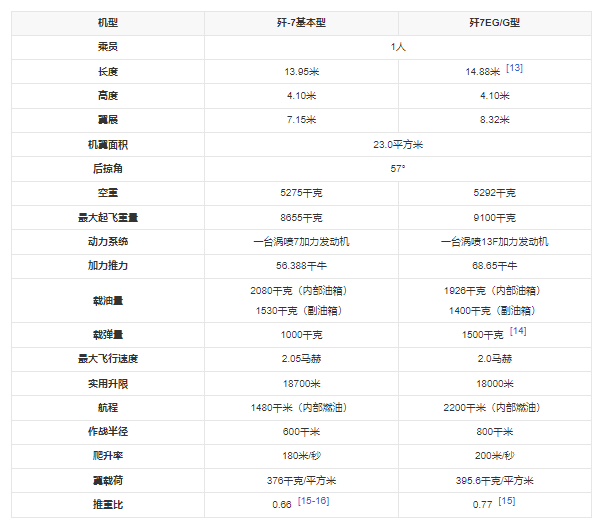 机型 歼-7基本型 歼7EG/G型
乘员 1人
长度 13.95米 14.88米 [13]
高度 4.10米 4.10米
翼展 7.15米 8.32米
机翼面积 23.0平方米
后掠角 57°
空重 5275千克 5292千克
最大起飞重量 8655千克 9100千克
动力系统 一台涡喷7加力发动机 一台涡喷13F加力发动机
加力推力 56.388千牛 68.65千牛
载油量 2080千克（内部油箱） 1926千克（内部油箱）
1530千克（副油箱） 1400千克（副油箱）
载弹量 1000千克 1500千克 [14]
最大飞行速度 2.05马赫 2.0马赫
实用升限 18700米 18000米
航程 1480千米（内部燃油） 2200千米（内部燃油）
作战半径 600千米 800千米
爬升率 180米/秒 200米/秒
翼载荷 376千克/平方米 395.6千克/平方米
推重比 0.66 [15-16] 0.77 [15]